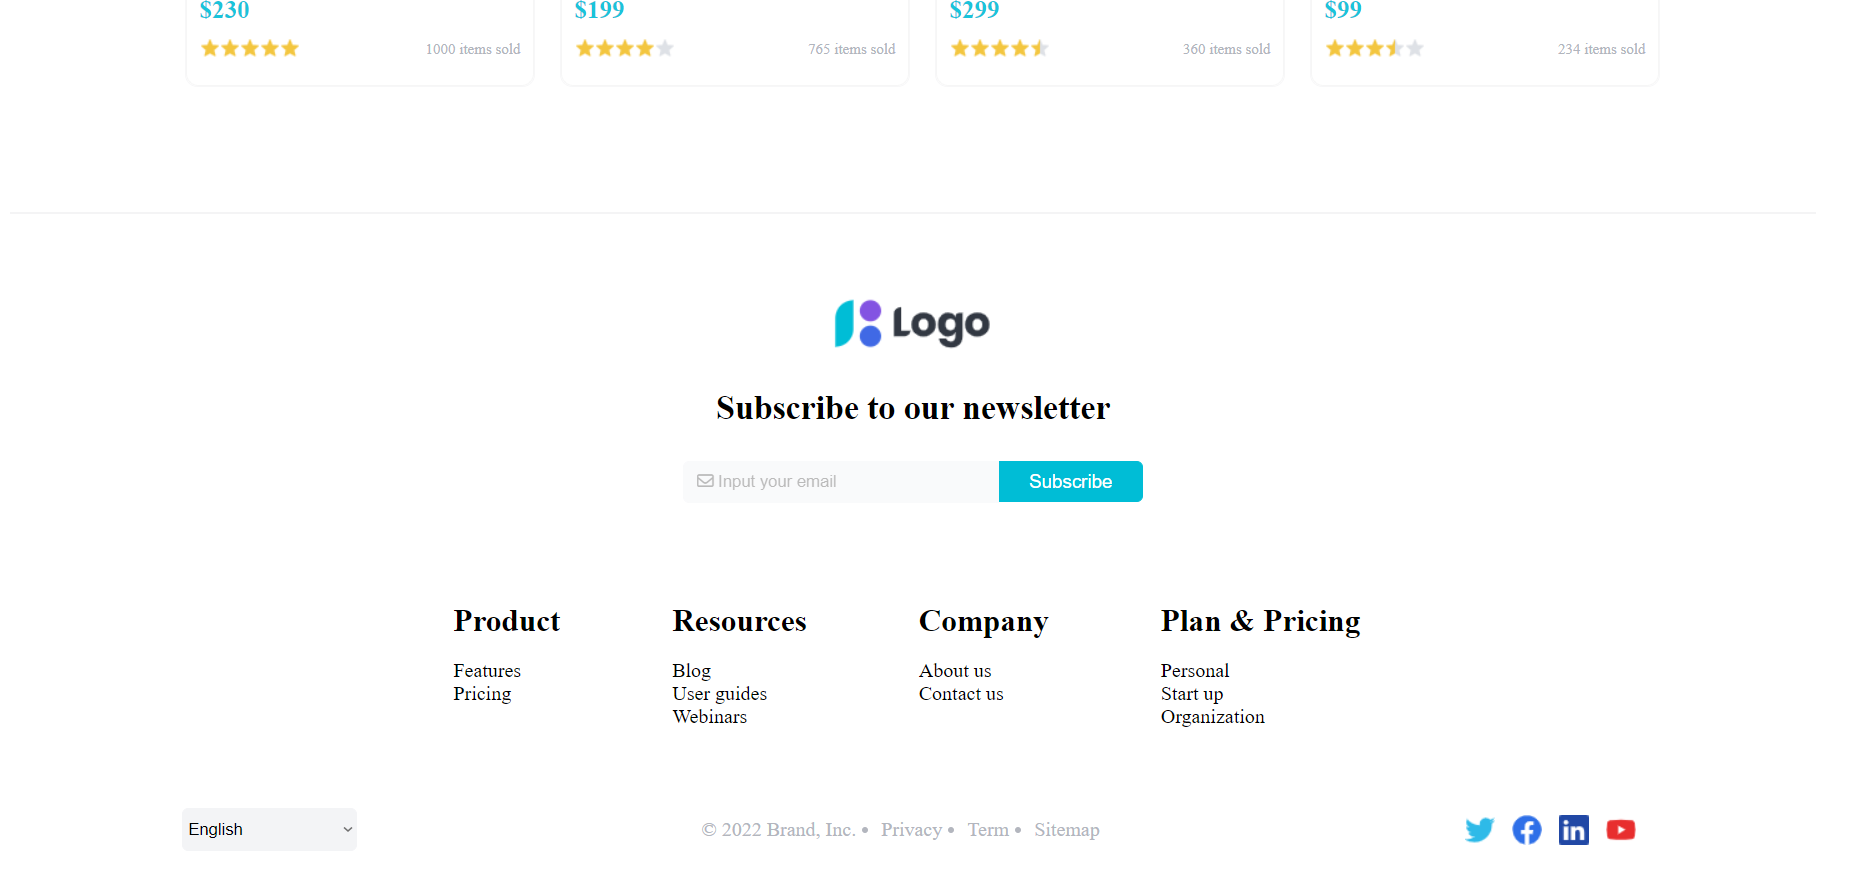 $230 $199 $299 $99
1000 items sold 765 items sold 360 items sold 234 items sold
Logo
Subscribe to our newsletter
Input your email Subscribe
Product Resources Company Plan & Pricing
Features Blog About us Personal
Pricing User guides Contact us Start up
Webinars Organization
English © 2022 Brand, Inc. • Privacy • Term • Sitemap in